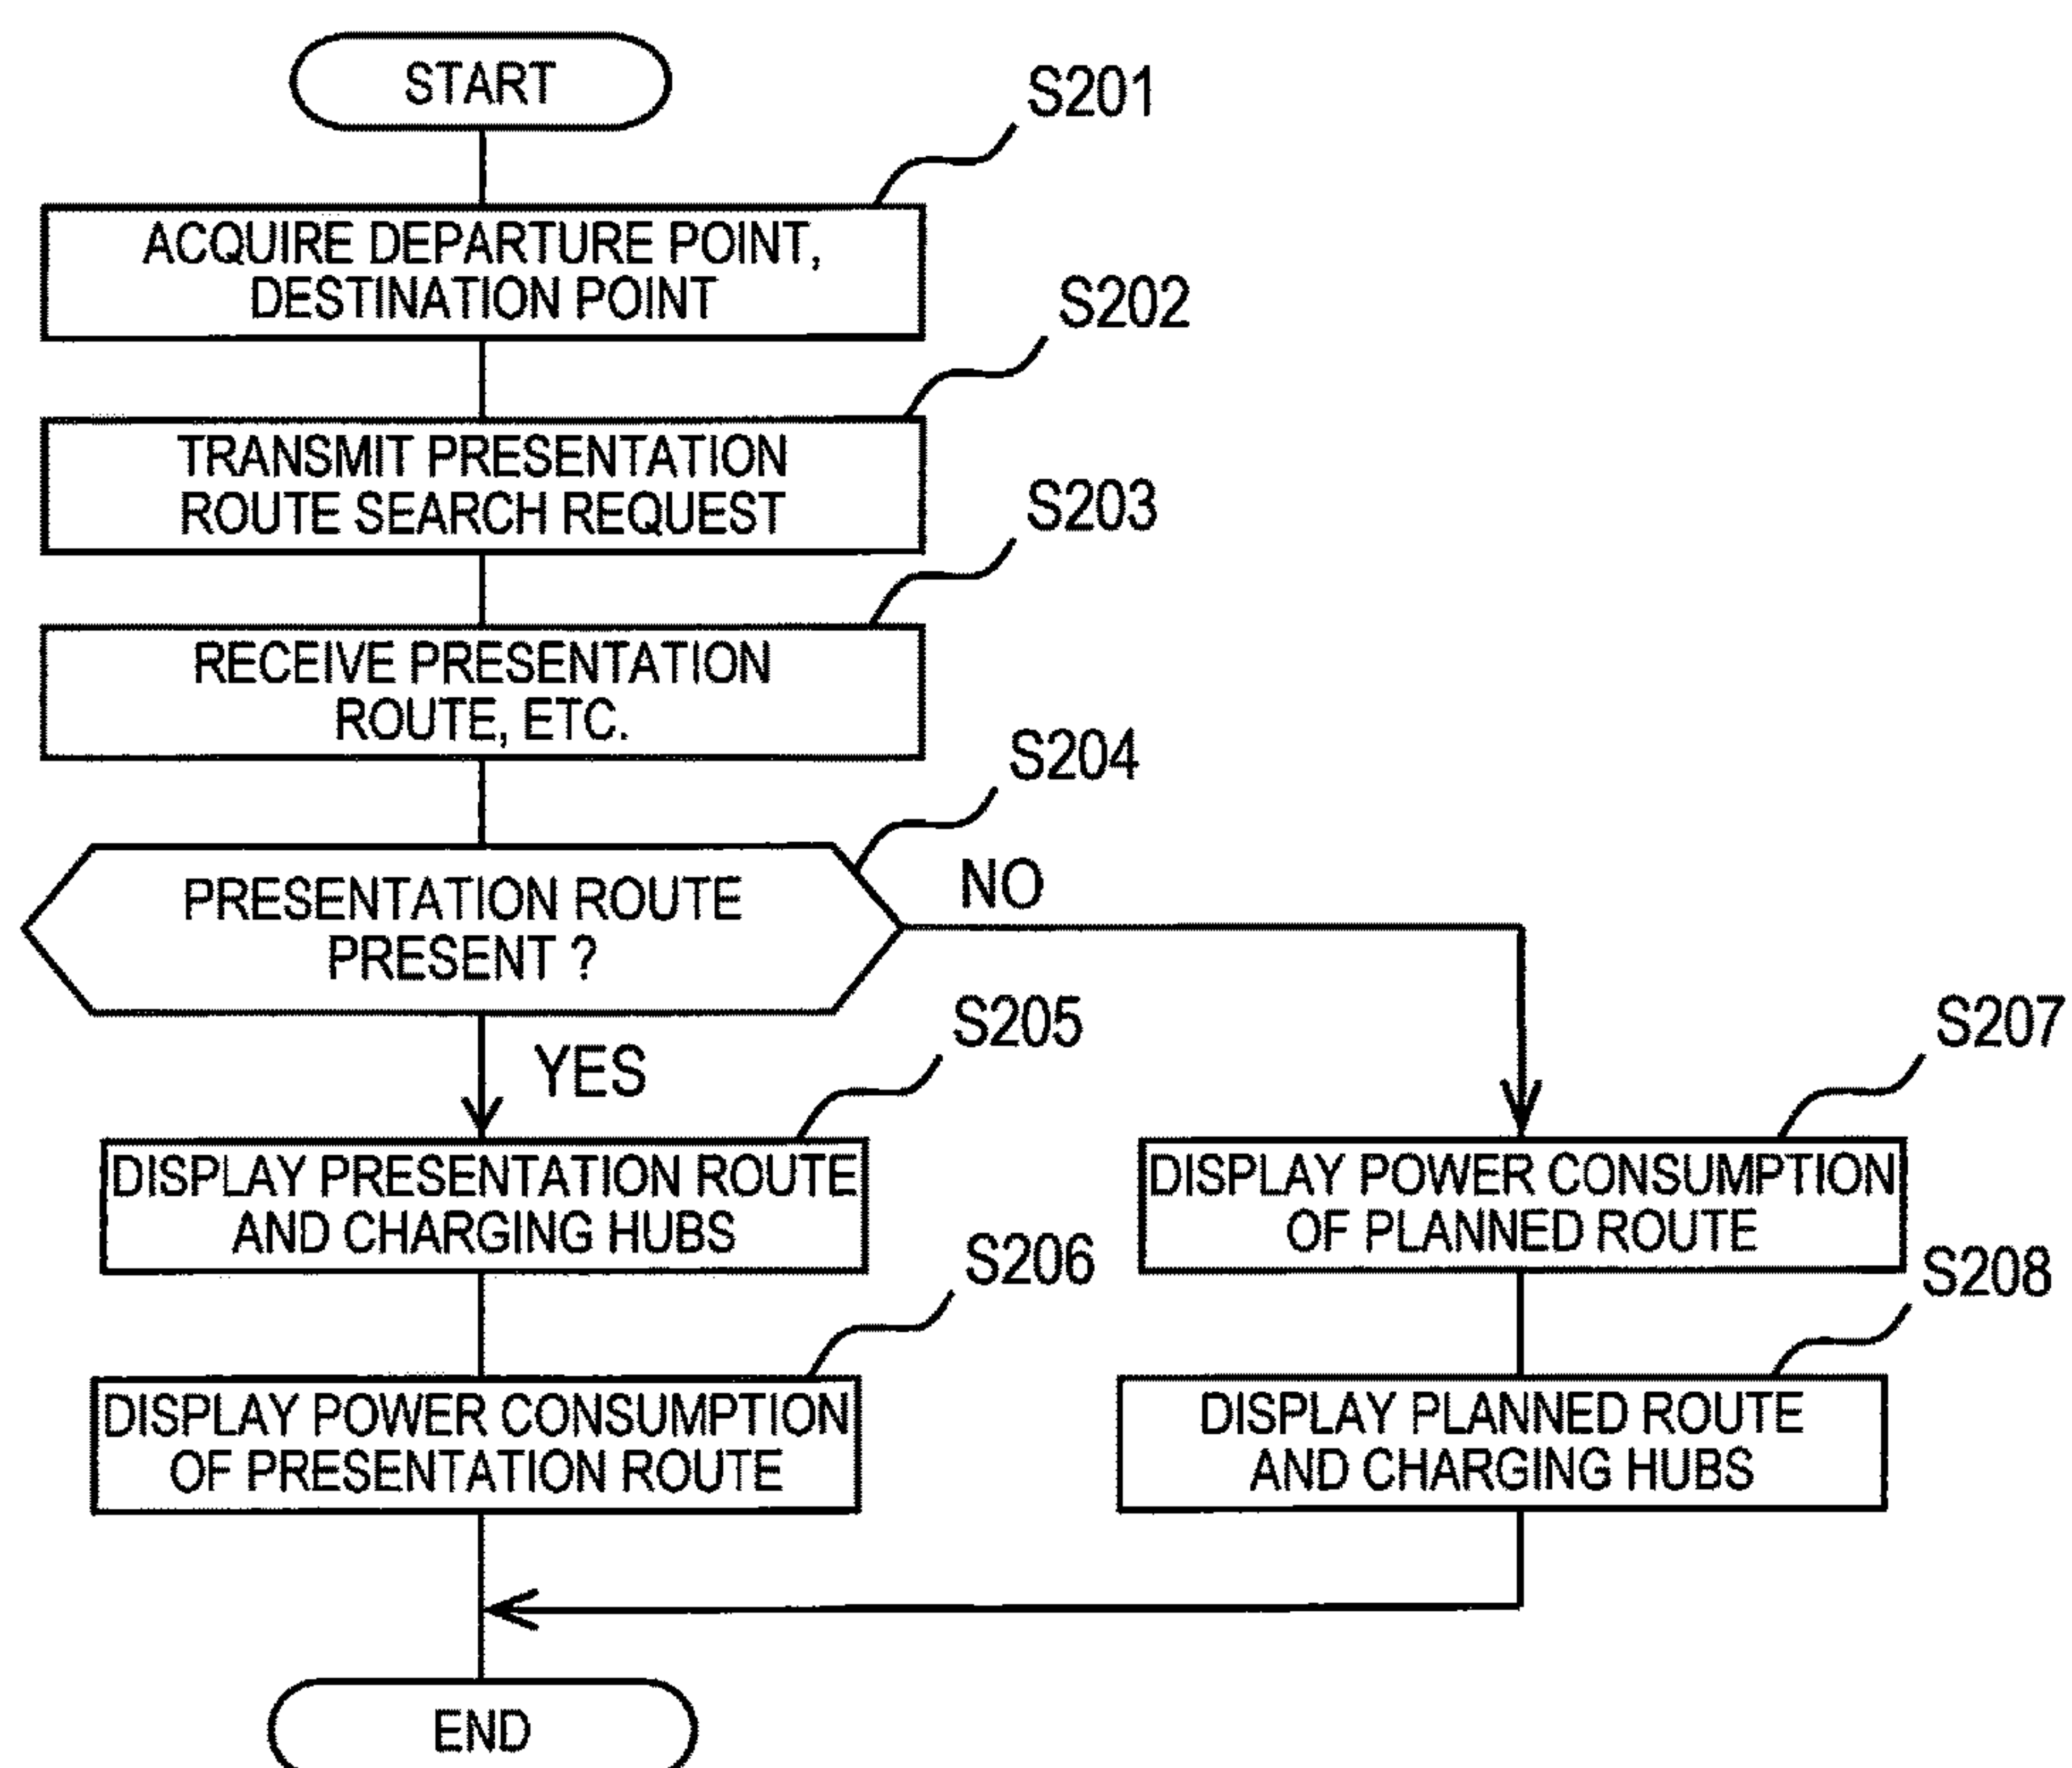 START
S201
ACQUIRE DEPARTURE POINT,
DESTINATION POINT
S202
TRANSMIT PRESENTATION
ROUTE SEARCH REQUEST
S203
RECEIVE PRESENTATION
ROUTE, ETC.
S204
PRESENTATION ROUTE
PRESENT ?
NO
YES
S205
DISPLAY PRESENTATION ROUTE
AND CHARGING HUBS
S206
DISPLAY POWER CONSUMPTION
OF PRESENTATION ROUTE
S207
DISPLAY POWER CONSUMPTION
OF PLANNED ROUTE
S208
DISPLAY PLANNED ROUTE
AND CHARGING HUBS
END